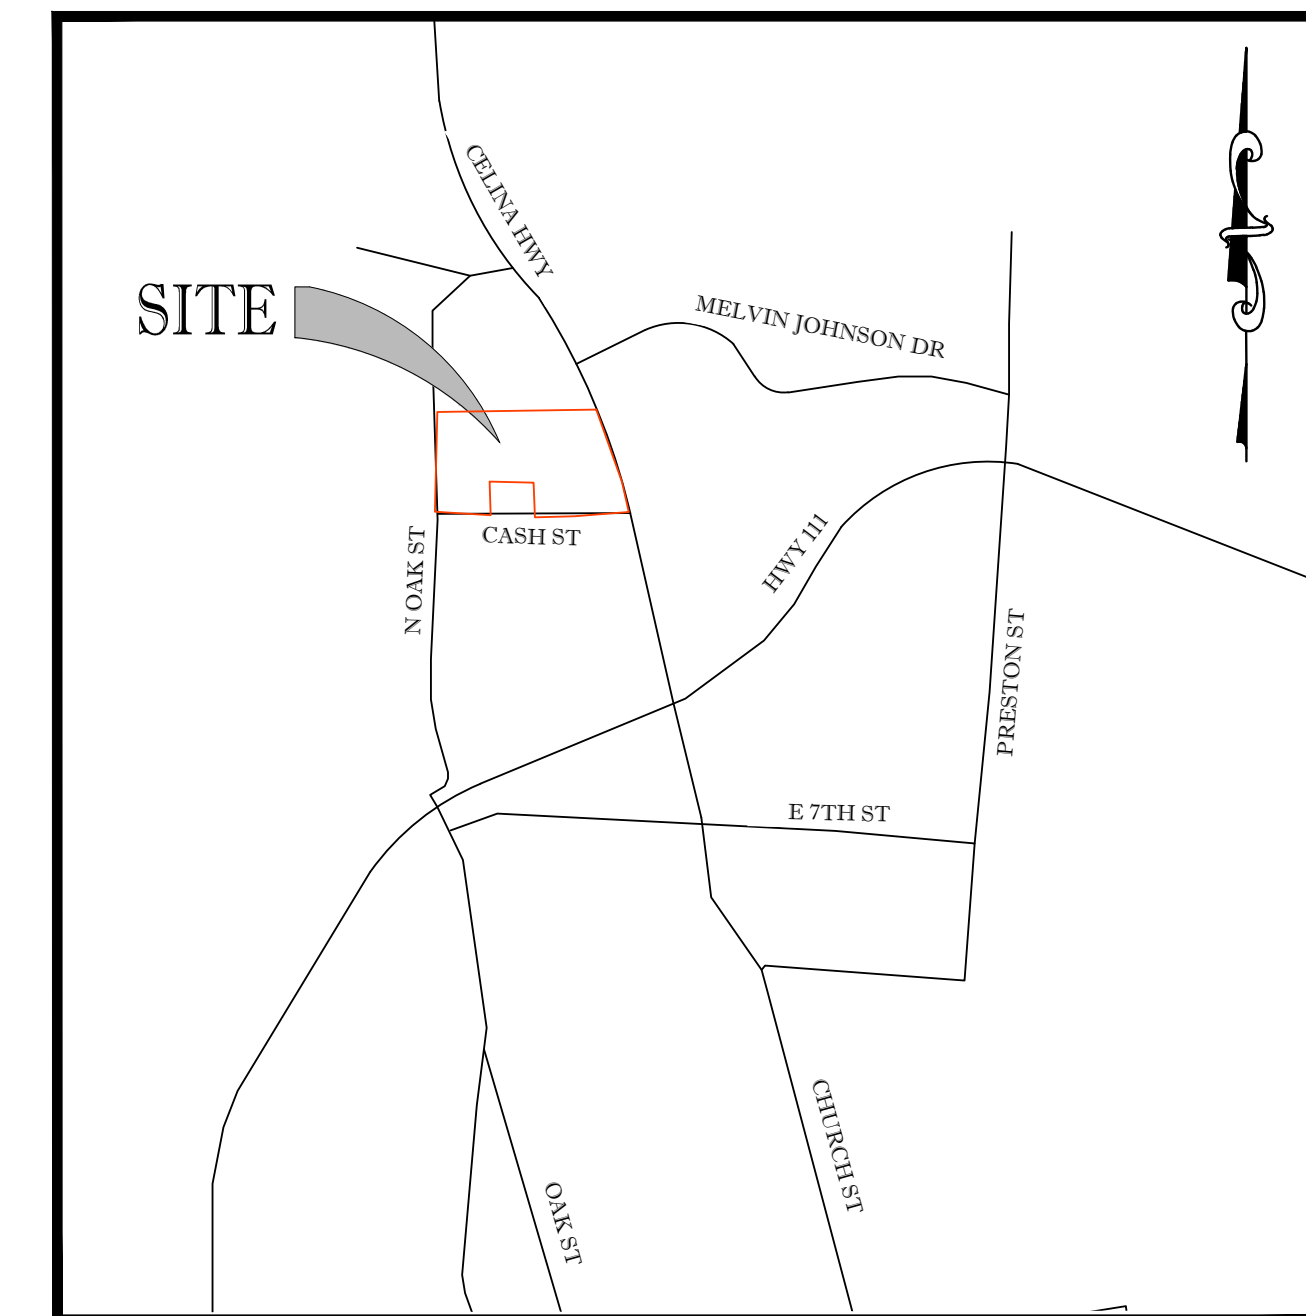 CELINA HWY
SITE
MELVIN JOHNSON DR
CASH ST
N OAK ST
HWY 111
PRESTON ST
E 7TH ST
CHURCH ST
OAK ST